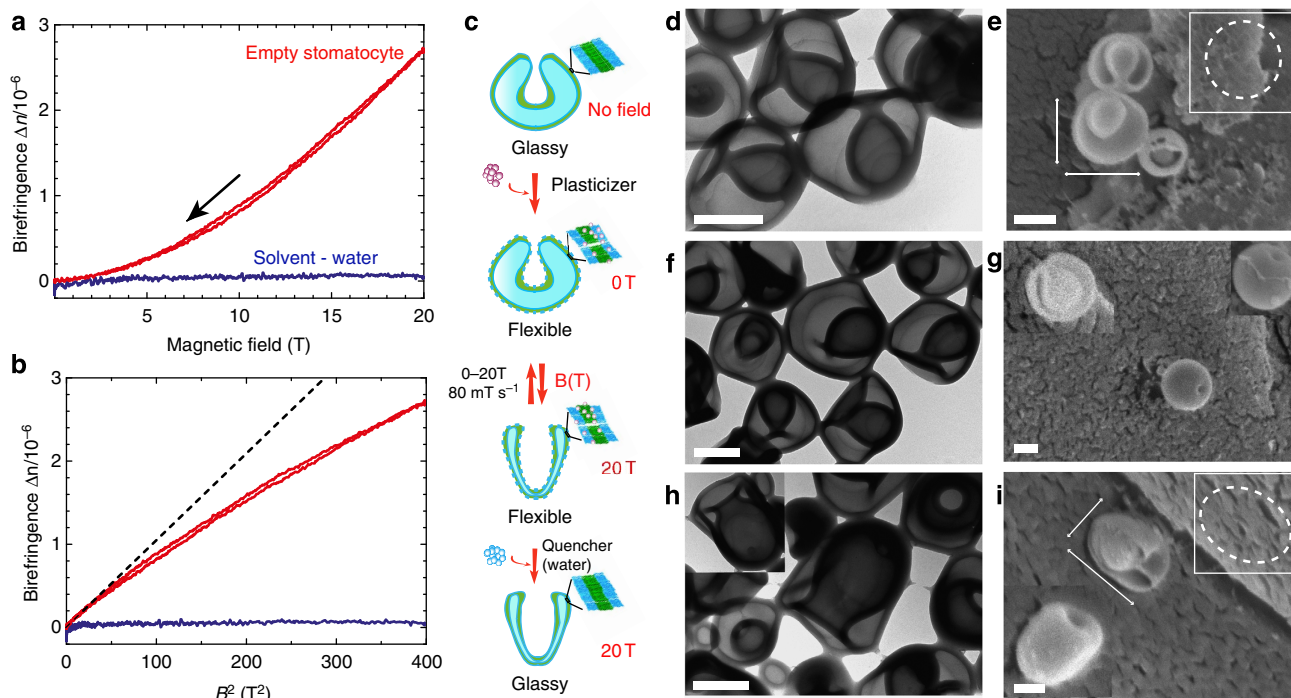 a
Birefringence Δn/10⁻⁶
3
2
1
0
Empty stomatocyte
Solvent - water
5
10
15
20
Magnetic field (T)
b
Birefringence Δn/10⁻⁶
3
2
1
0
0
100
200
300
400
B² (T²)
c
No field
Glassy
Plasticizer
0 T
Flexible
0–20T
80 mT s⁻¹
B(T)
20 T
Flexible
Quencher
(water)
20 T
Glassy
d
e
f
g
h
i